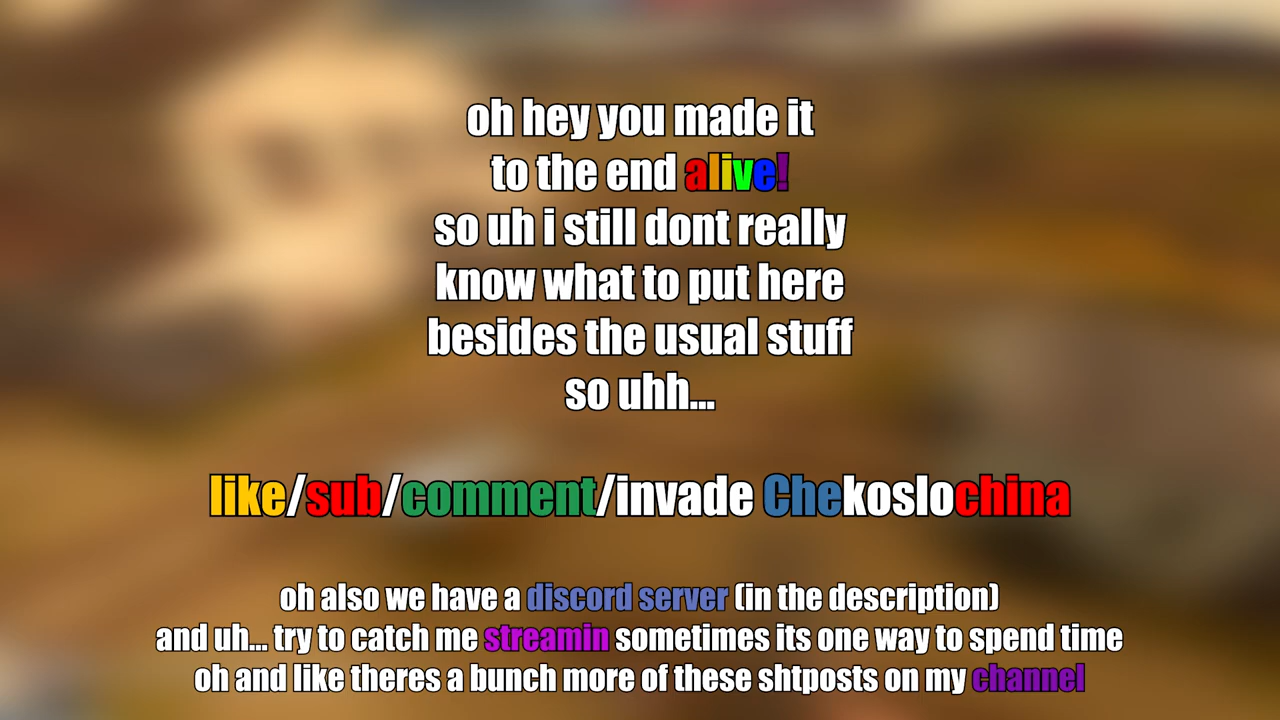 oh hey you made it
to the end alive!
so uh i still dont really
know what to put here
besides the usual stuff
so uhh...
like/sub/comment/invade Chekoslochina
oh also we have a discord server (in the description)
and uh... try to catch me streamin sometimes its one way to spend time
oh and like theres a bunch more of these shtposts on my channel